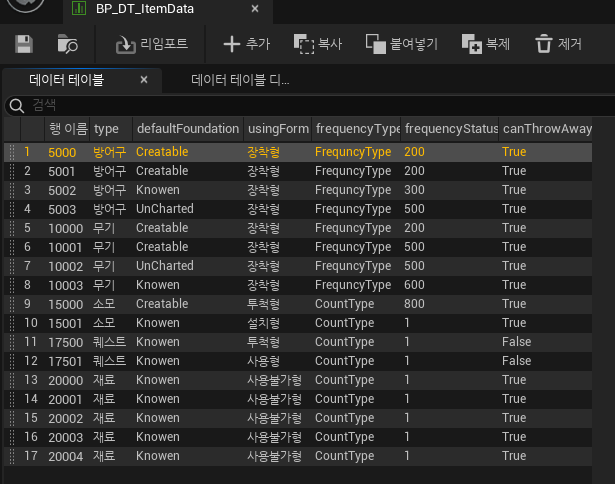 BP_DT_ItemData ×
리임포트 추가 복사 붙여넣기 복제 제거
데이터 테이블 × 데이터 테이블 디...
검색
행 이름 type defaultFoundation usingForm frequencyType frequencyStatus canThrowAway
1 5000 방어구 Creatable 장착형 FrequncyType 200 True
2 5001 방어구 Creatable 장착형 FrequncyType 200 True
3 5002 방어구 Knowen 장착형 FrequncyType 300 True
4 5003 방어구 UnCharted 장착형 FrequncyType 500 True
5 10000 무기 Creatable 장착형 FrequncyType 200 True
6 10001 무기 Creatable 장착형 FrequncyType 500 True
7 10002 무기 UnCharted 장착형 FrequncyType 500 True
8 10003 무기 Knowen 장착형 FrequncyType 600 True
9 15000 소모 Creatable 투척형 CountType 800 True
10 15001 소모 Knowen 설치형 CountType 1 True
11 17500 퀘스트 Knowen 투척형 CountType 1 False
12 17501 퀘스트 Knowen 사용형 CountType 1 False
13 20000 재료 Knowen 사용불가형 CountType 1 True
14 20001 재료 Knowen 사용불가형 CountType 1 True
15 20002 재료 Knowen 사용불가형 CountType 1 True
16 20003 재료 Knowen 사용불가형 CountType 1 True
17 20004 재료 Knowen 사용불가형 CountType 1 True